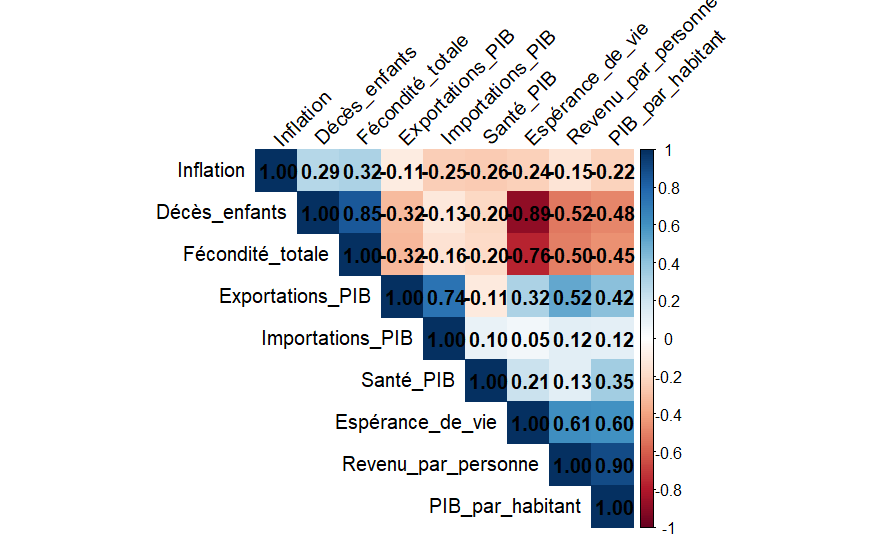 Inflation
Décès_enfants
Fécondité_totale
Exportations_PIB
Importations_PIB
Santé_PIB
Espérance_de_vie
Revenu_par_personne
PIB_par_habitant
Inflation 1.00 0.29 0.32 -0.11 -0.25 -0.26 -0.24 -0.15 -0.22
Décès_enfants 1.00 0.85 -0.32 -0.13 -0.20 -0.89 -0.52 -0.48
Fécondité_totale 1.00 -0.32 -0.16 -0.20 -0.76 -0.50 -0.45
Exportations_PIB 1.00 0.74 -0.11 0.32 0.52 0.42
Importations_PIB 1.00 0.10 0.05 0.12 0.12
Santé_PIB 1.00 0.21 0.13 0.35
Espérance_de_vie 1.00 0.61 0.60
Revenu_par_personne 1.00 0.90
PIB_par_habitant 1.00
1
0.8
0.6
0.4
0.2
0
-0.2
-0.4
-0.6
-0.8
-1